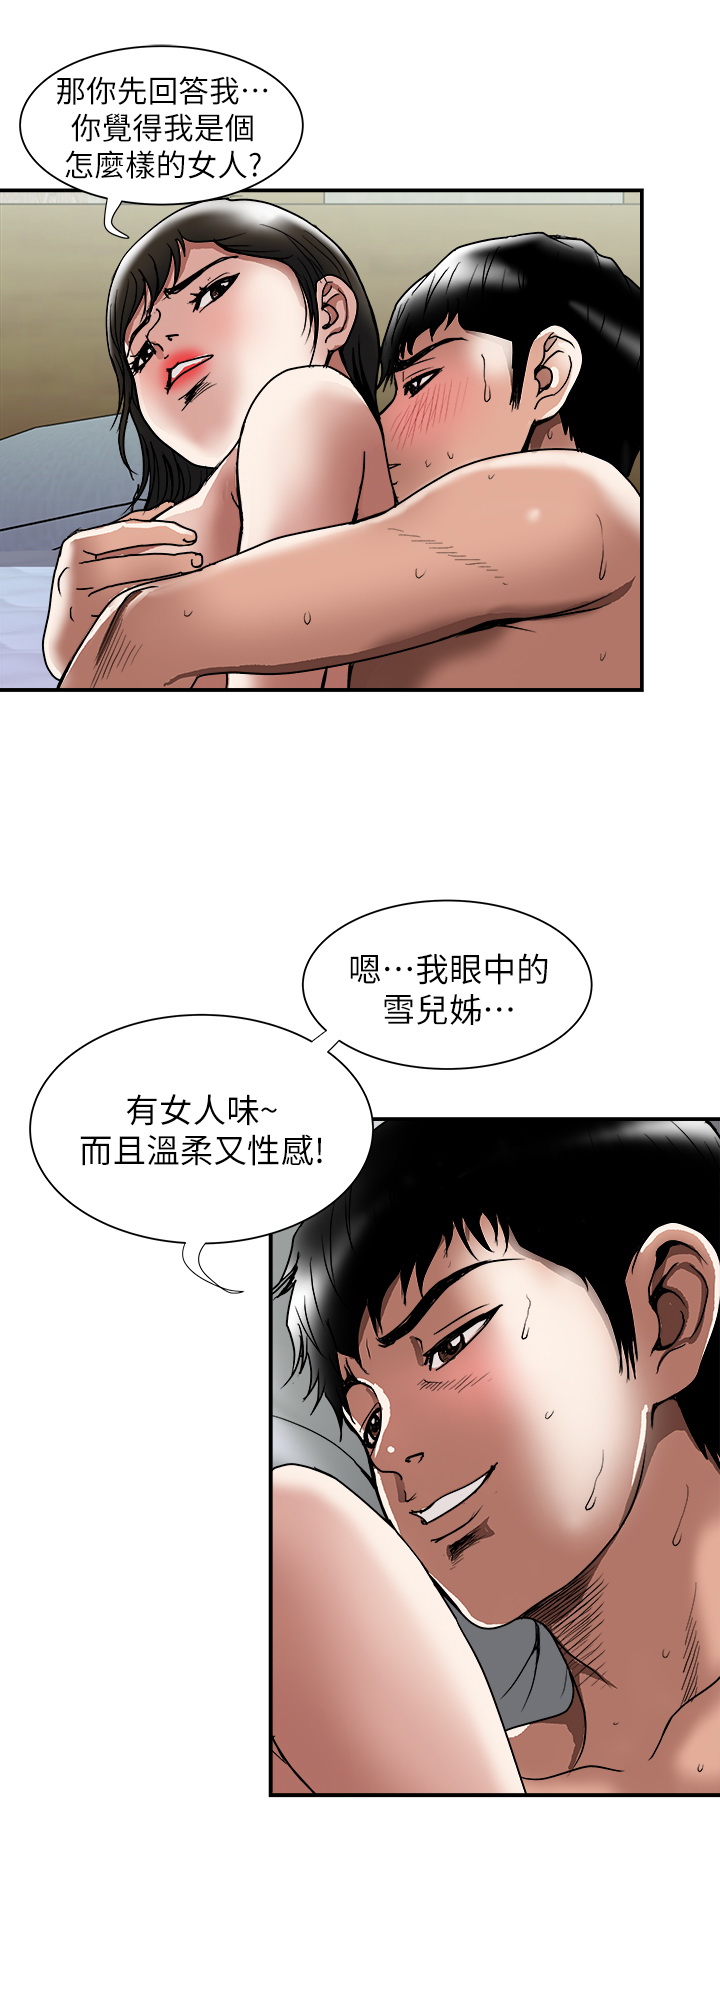 那你先回答我⋯
你覺得我是個
怎麼樣的女人?
嗯⋯我眼中的
雪兒姊⋯
有女人味~
而且溫柔又性感!